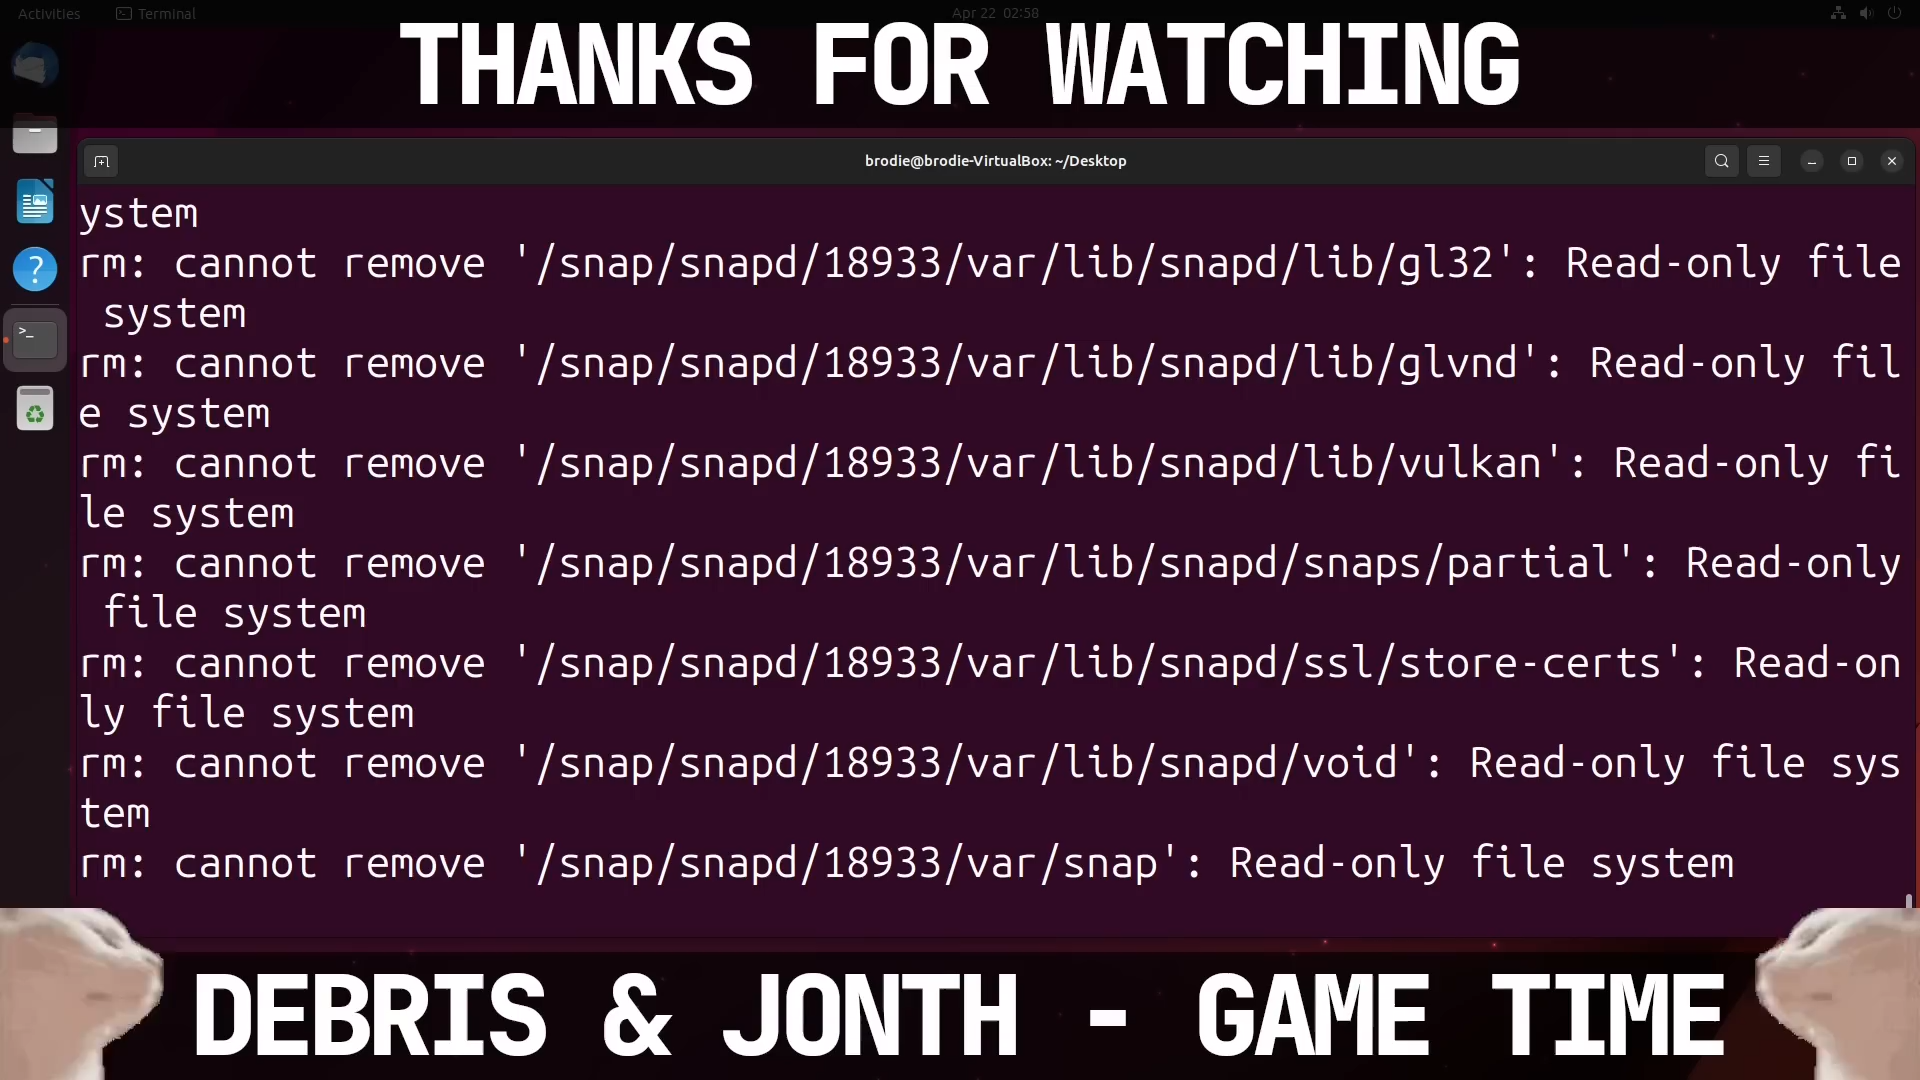 Activities Terminal Apr 22 02:58
THANKS FOR WATCHING
brodie@brodie-VirtualBox: ~/Desktop
ystem
rm: cannot remove '/snap/snapd/18933/var/lib/snapd/lib/gl32': Read-only file
 system
rm: cannot remove '/snap/snapd/18933/var/lib/snapd/lib/glvnd': Read-only fil
e system
rm: cannot remove '/snap/snapd/18933/var/lib/snapd/lib/vulkan': Read-only fi
le system
rm: cannot remove '/snap/snapd/18933/var/lib/snapd/snaps/partial': Read-only
 file system
rm: cannot remove '/snap/snapd/18933/var/lib/snapd/ssl/store-certs': Read-on
ly file system
rm: cannot remove '/snap/snapd/18933/var/lib/snapd/void': Read-only file sys
tem
rm: cannot remove '/snap/snapd/18933/var/snap': Read-only file system
DEBRIS & JONTH - GAME TIME